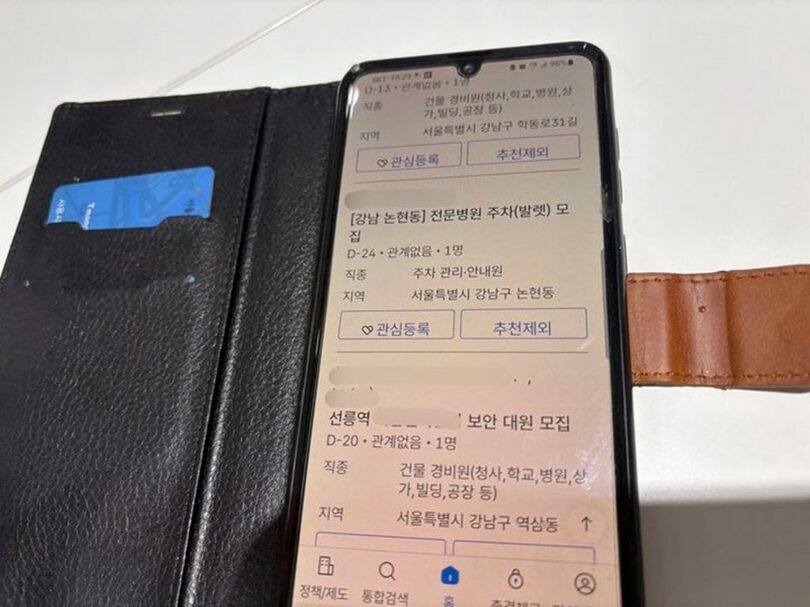 SKT 10:29
96%
D-13 • 관계없음 • 1명
직종 건물 경비원(청사,학교,병원,상
가,빌딩,공장 등)
지역 서울특별시 강남구 학동로31길
관심등록 추천제외
[강남 논현동] 전문병원 주차(발렛) 모
집
D-24 • 관계없음 • 1명
직종 주차 관리·안내원
지역 서울특별시 강남구 논현동
관심등록 추천제외
선릉역 보안 대원 모집
D-20 • 관계없음 • 1명
직종 건물 경비원(청사,학교,병원,상
가,빌딩,공장 등)
지역 서울특별시 강남구 역삼동
정책/제도 통합검색 홈